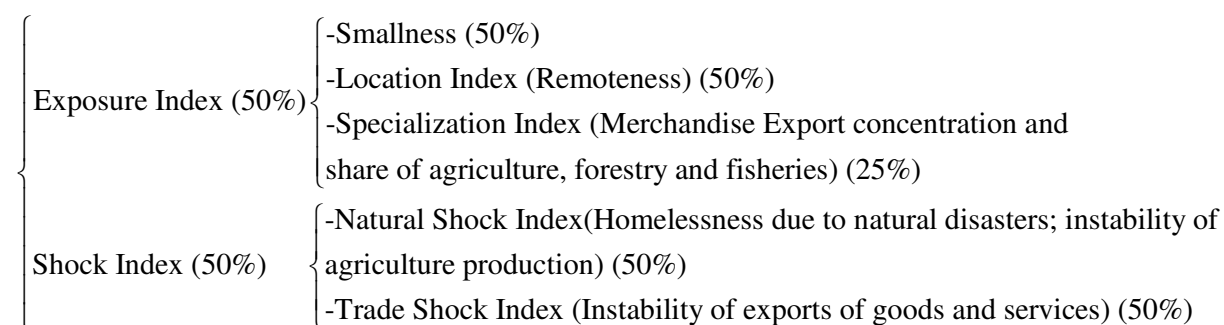 -Smallness (50%)
-Location Index (Remoteness) (50%)
Exposure Index (50%)
-Specialization Index (Merchandise Export concentration and
share of agriculture, forestry and fisheries) (25%)
-Natural Shock Index(Homelessness due to natural disasters; instability of
Shock Index (50%)
agriculture production) (50%)
-Trade Shock Index (Instability of exports of goods and services) (50%)